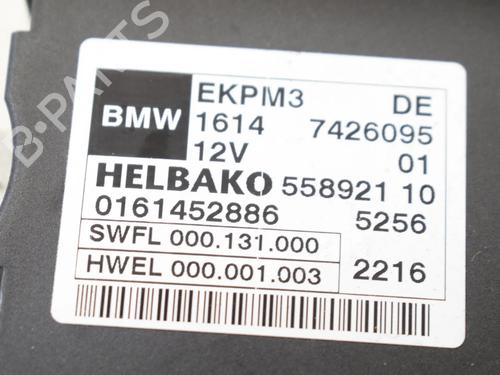 BMW EKPM3 DE
1614 7426095
12V 01
HELBAKO 558921 10
0161452886 5256
SWFL 000.131.000
HWEL 000.001.003 2216
B-PARTS